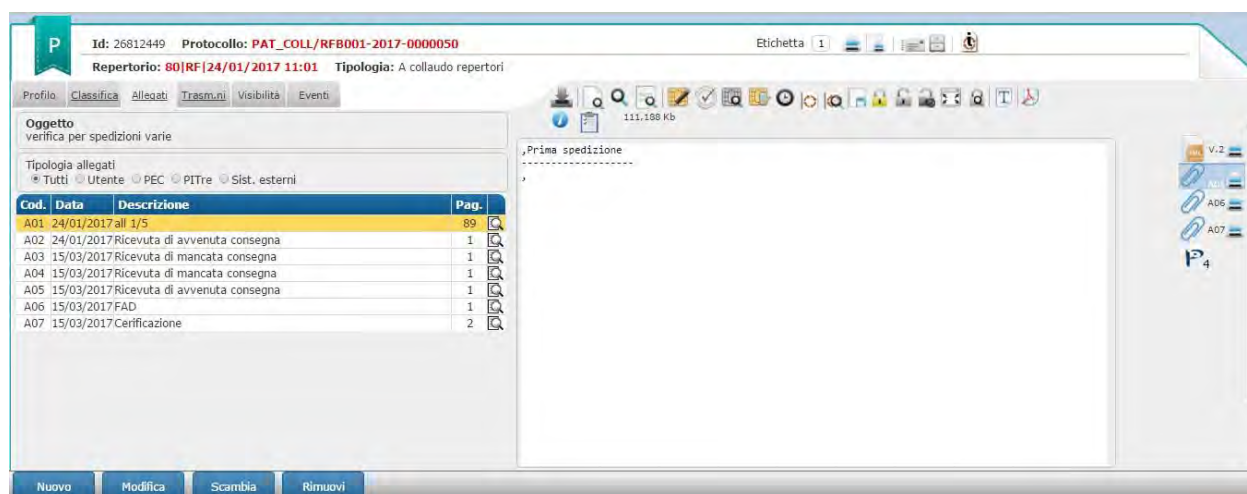 P
Id: 26812449 Protocollo: PAT_COLL/RFB001-2017-0000050
Etichetta 1
Repertorio: 80|RF|24/01/2017 11:01 Tipologia: A collaudo repertori
Profilo Classifica Allegati Trasm.ni Visibilità Eventi
111.188 Kb
Oggetto
verifica per spedizioni varie
Tipologia allegati
Tutti Utente PEC PITre Sist. esterni
Cod. Data Descrizione Pag.
A01 24/01/2017 all 1/5 89
A02 24/01/2017 Ricevuta di avvenuta consegna 1
A03 15/03/2017 Ricevuta di mancata consegna 1
A04 15/03/2017 Ricevuta di mancata consegna 1
A05 15/03/2017 Ricevuta di avvenuta consegna 1
A06 15/03/2017 FAD 1
A07 15/03/2017 Cerificazione 2
,Prima spedizione
-------------------
,
V.2
A06
A07
P4
Nuovo Modifica Scambia Rimuovi